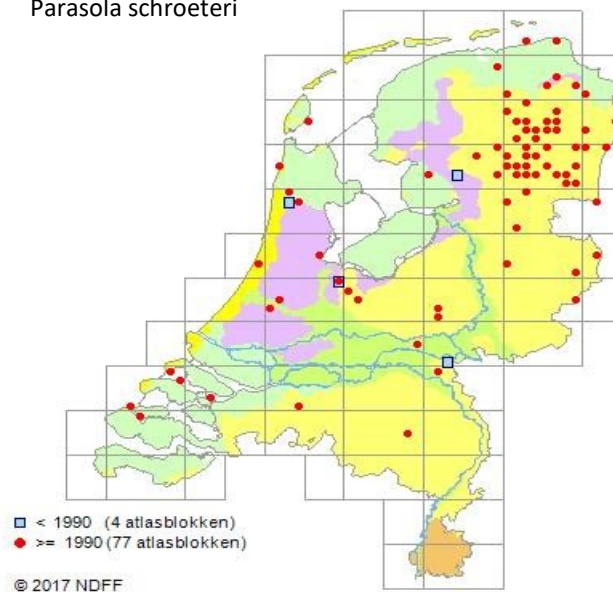 Parasola schroeteri
< 1990 (4 atlasblokken)
>= 1990 (77 atlasblokken)
© 2017 NDFF